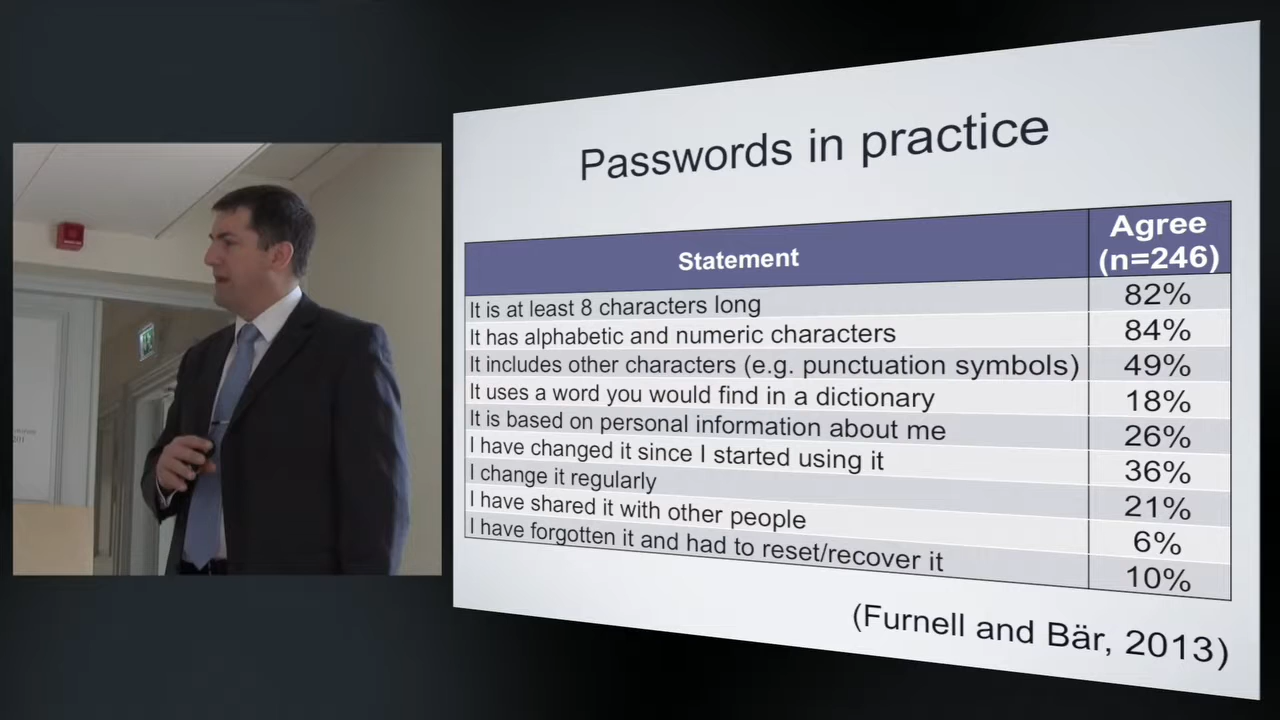 Passwords in practice
Statement
Agree
(n=246)
It is at least 8 characters long 82%
It has alphabetic and numeric characters 84%
It includes other characters (e.g. punctuation symbols) 49%
It uses a word you would find in a dictionary 18%
It is based on personal information about me 26%
I have changed it since I started using it 36%
I change it regularly 21%
I have shared it with other people 6%
I have forgotten it and had to reset/recover it 10%
(Furnell and Bär, 2013)